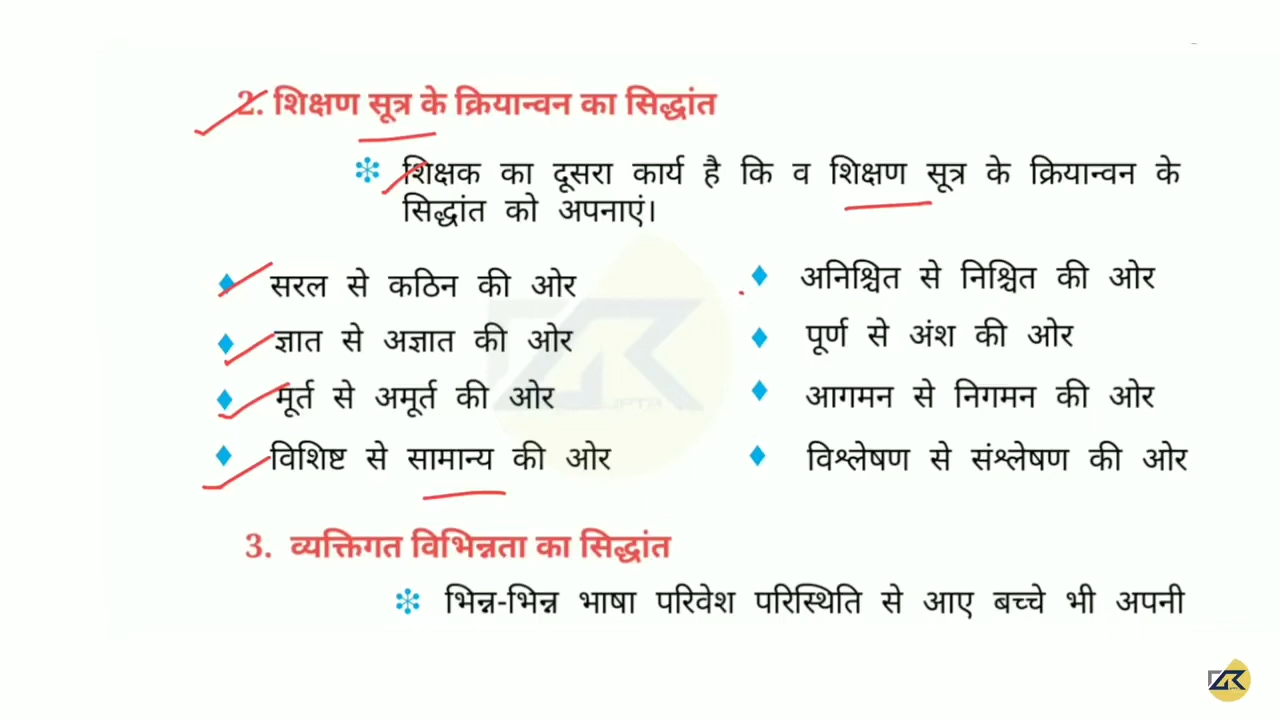 2. शिक्षण सूत्र के क्रियान्वन का सिद्धांत
शिक्षक का दूसरा कार्य है कि व शिक्षण सूत्र के क्रियान्वन के
सिद्धांत को अपनाएं।
सरल से कठिन की ओर
ज्ञात से अज्ञात की ओर
मूर्त से अमूर्त की ओर
विशिष्ट से सामान्य की ओर
अनिश्चित से निश्चित की ओर
पूर्ण से अंश की ओर
आगमन से निगमन की ओर
विश्लेषण से संश्लेषण की ओर
3. व्यक्तिगत विभिन्नता का सिद्धांत
भिन्न-भिन्न भाषा परिवेश परिस्थिति से आए बच्चे भी अपनी